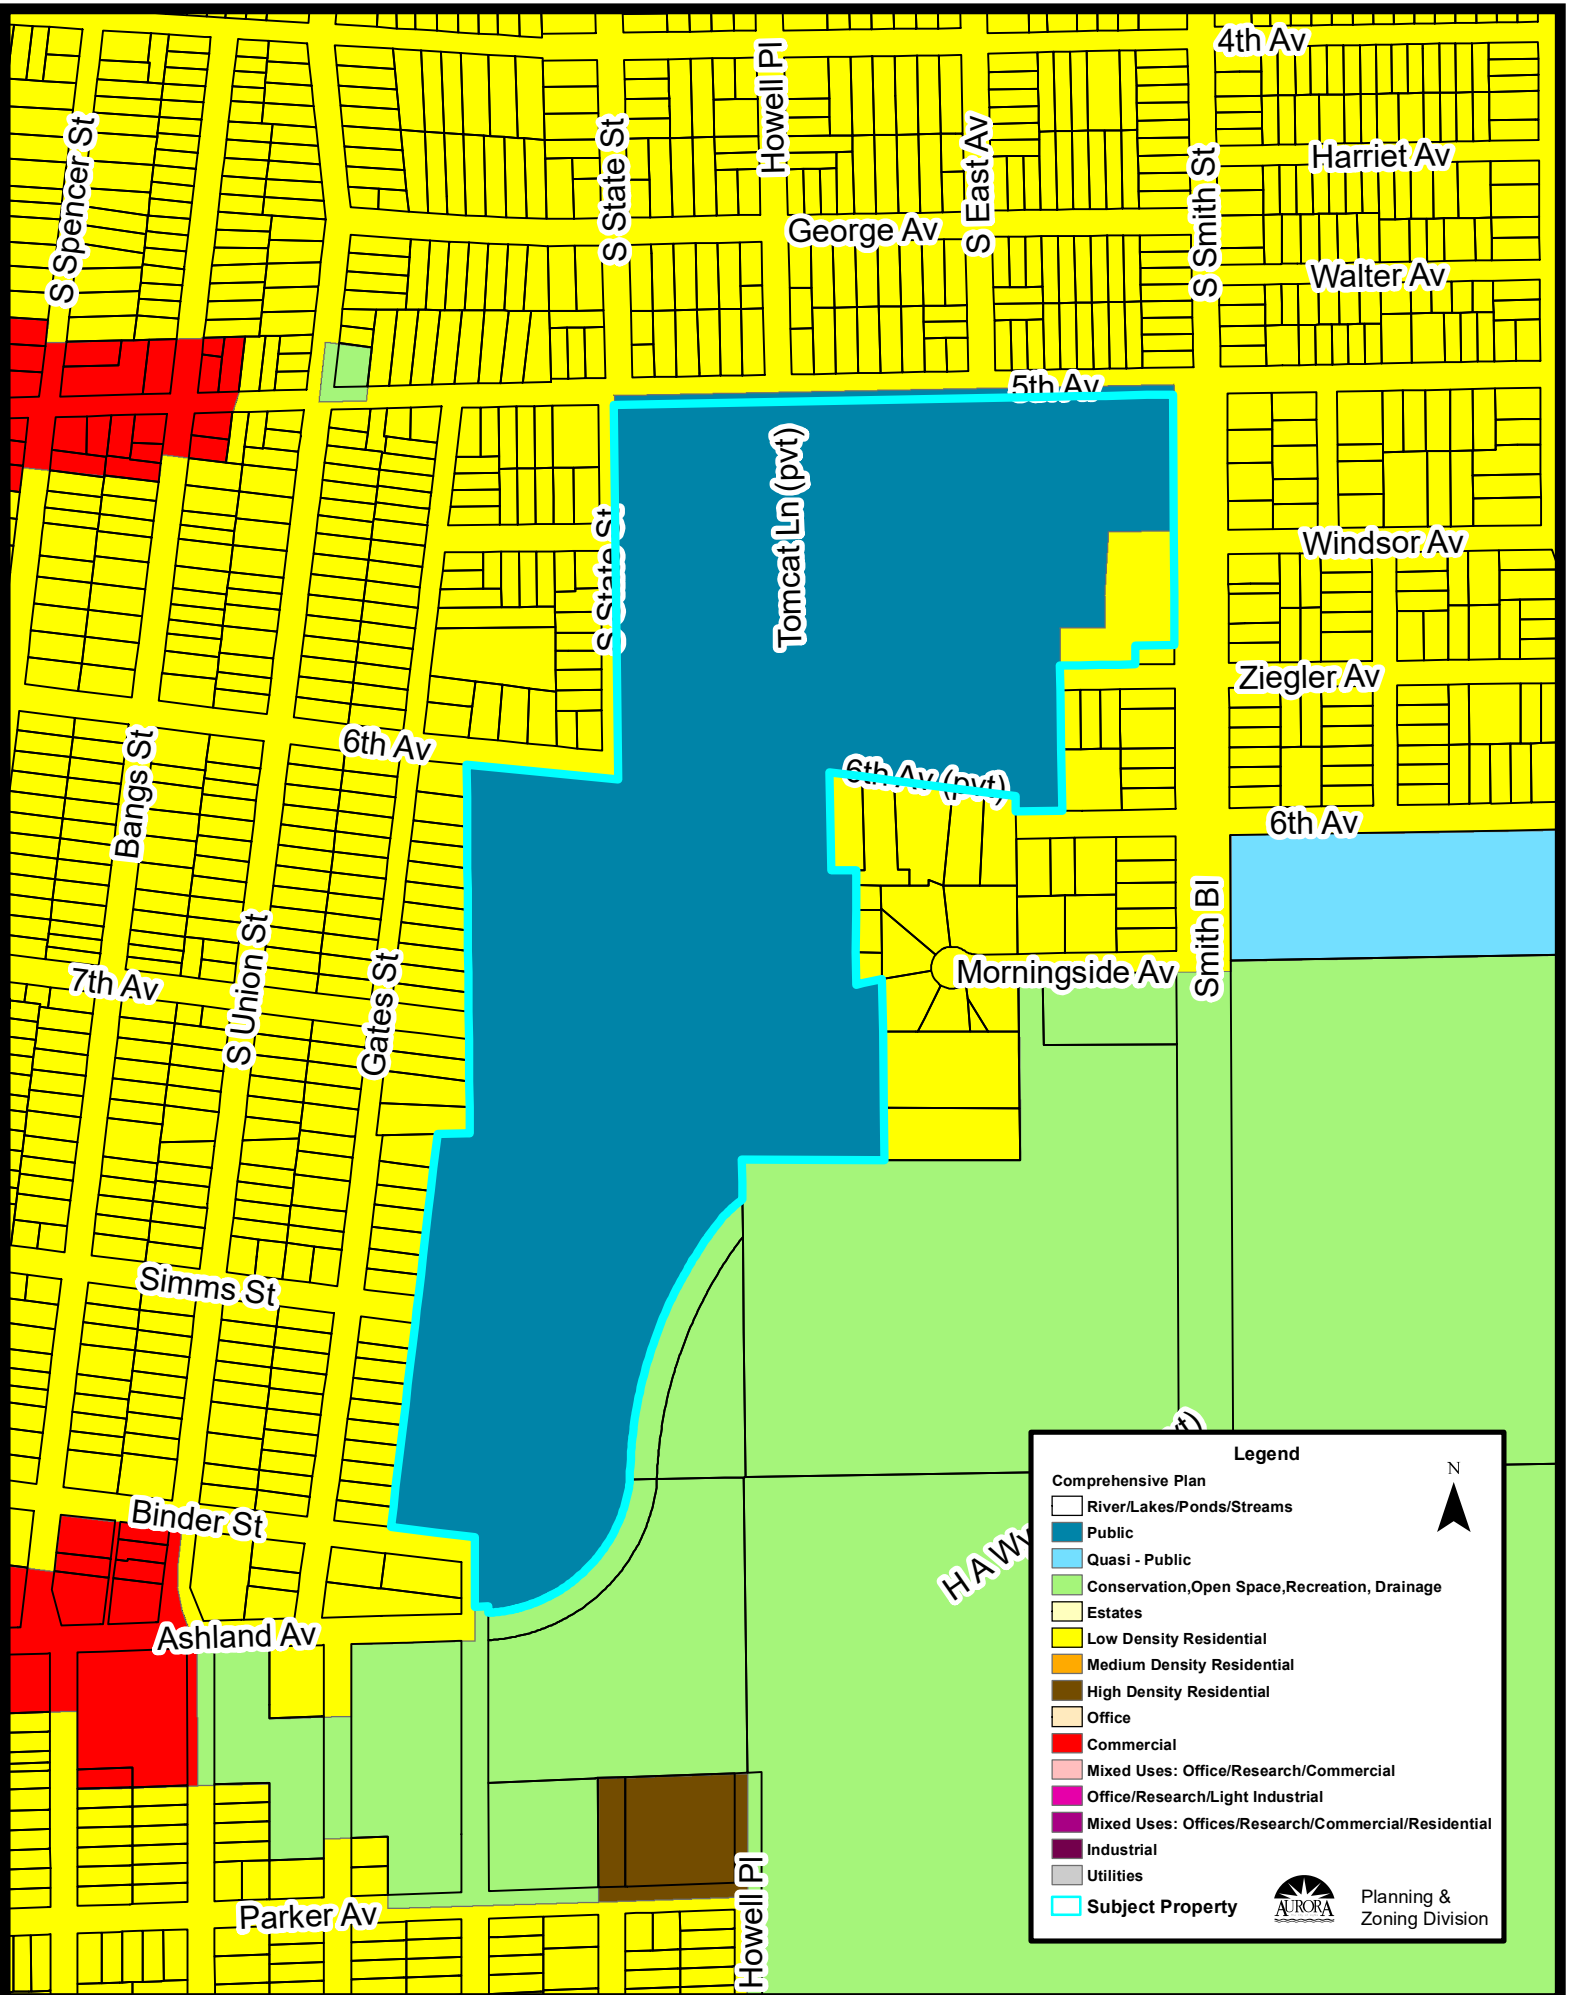 4th Av
Howell Pl
S Spencer St
S State St
S East Av
Harriet Av
S Smith St
George Av
Walter Av
5th Av
Tomcat Ln (pvt)
S State St
Windsor Av
Ziegler Av
6th Av
Bangs St
6th Av (pvt)
6th Av
Smith Bl
S Union St
Gates St
7th Av
Morningside Av
Simms St
Binder St
H A Wy
Ashland Av
Parker Av
Howell Pl
Legend
N
Comprehensive Plan
River/Lakes/Ponds/Streams
Public
Quasi - Public
Conservation,Open Space,Recreation, Drainage
Estates
Low Density Residential
Medium Density Residential
High Density Residential
Office
Commercial
Mixed Uses: Office/Research/Commercial
Office/Research/Light Industrial
Mixed Uses: Offices/Research/Commercial/Residential
Industrial
Utilities
Subject Property
AURORA
Planning &
Zoning Division